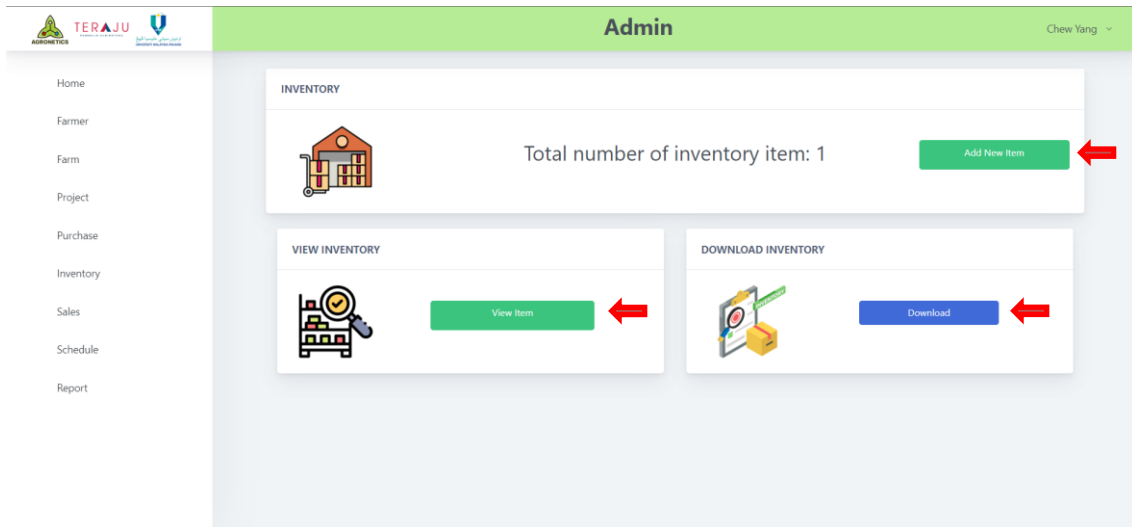 AGRONETICS
TERAJU
Admin
Chew Yang
Home
Farmer
Farm
Project
Purchase
Inventory
Sales
Schedule
Report
INVENTORY
Total number of inventory item: 1
Add New Item
VIEW INVENTORY
View Item
DOWNLOAD INVENTORY
Download